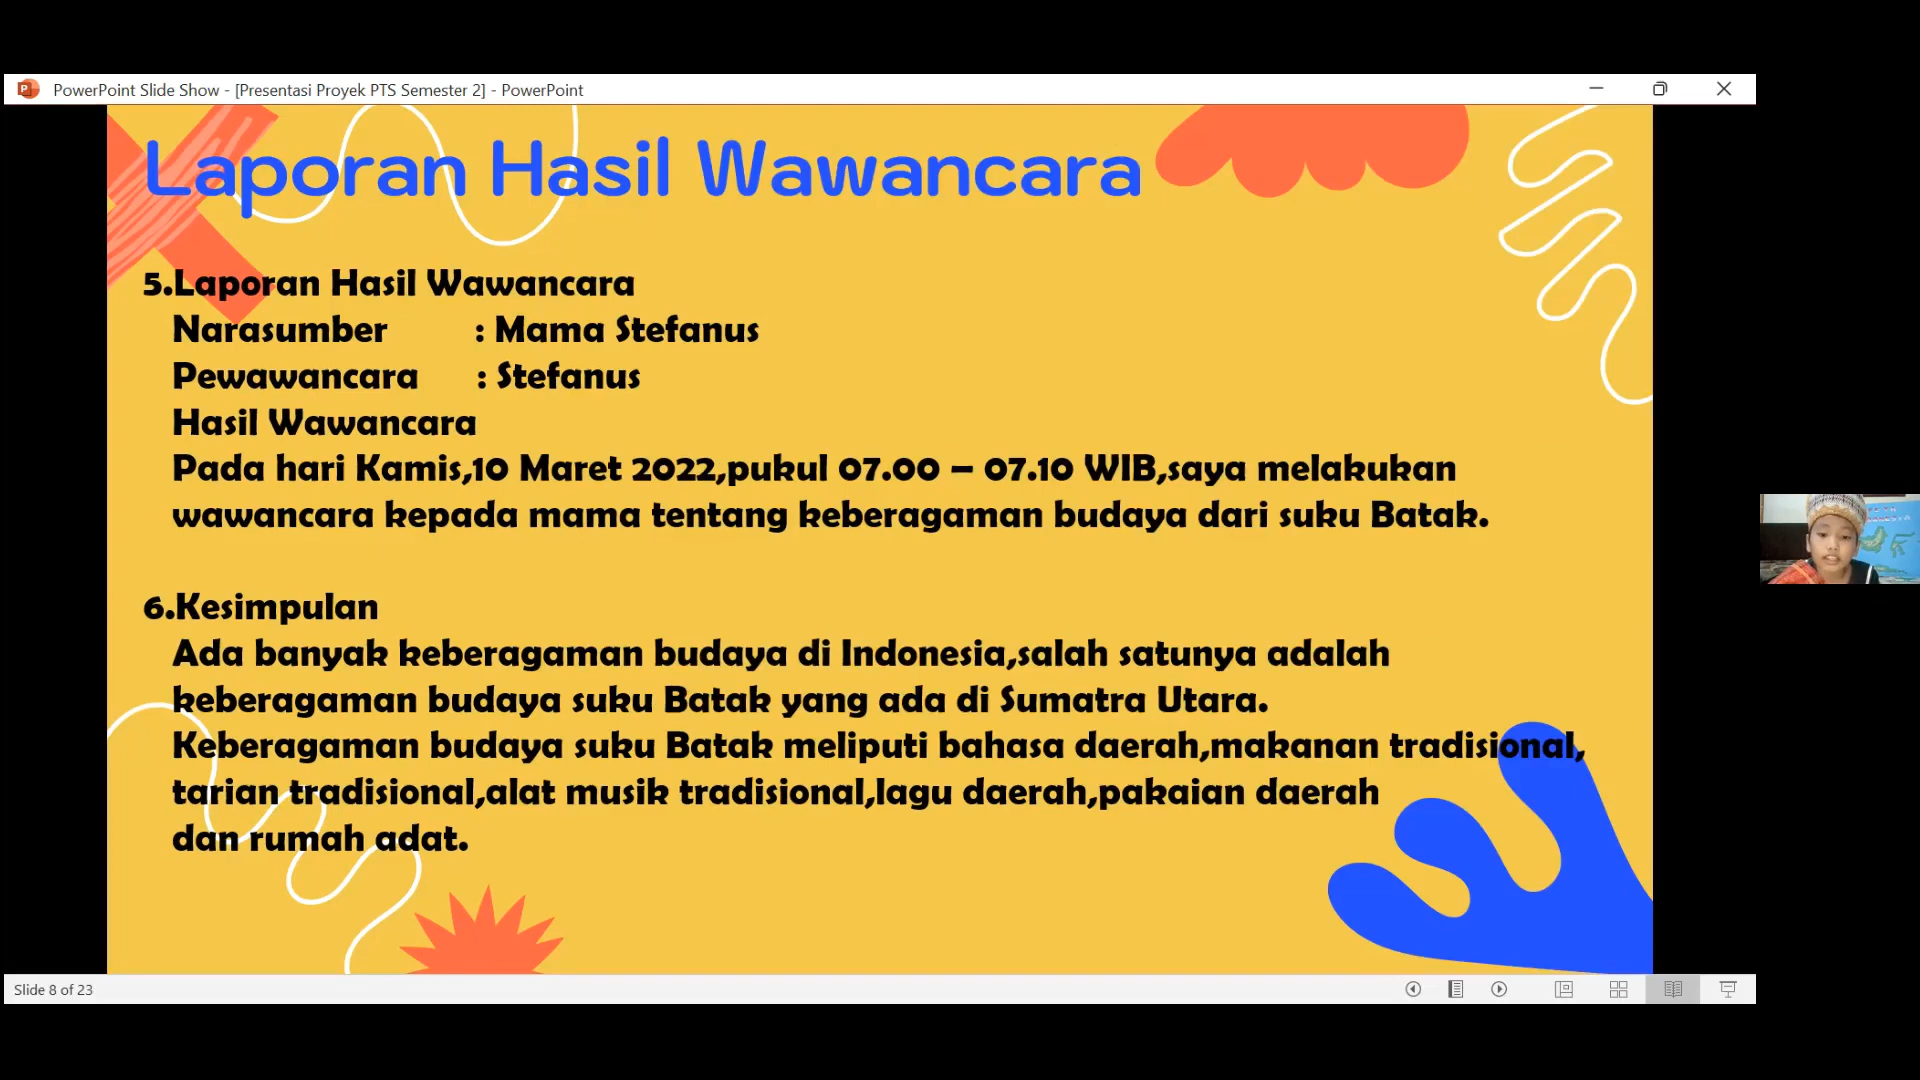 PowerPoint Slide Show - [Presentasi Proyek PTS Semester 2] - PowerPoint
Laporan Hasil Wawancara
5.Laporan Hasil Wawancara
Narasumber : Mama Stefanus
Pewawancara : Stefanus
Hasil Wawancara
Pada hari Kamis,10 Maret 2022,pukul 07.00 – 07.10 WIB,saya melakukan
wawancara kepada mama tentang keberagaman budaya dari suku Batak.
6.Kesimpulan
Ada banyak keberagaman budaya di Indonesia,salah satunya adalah
keberagaman budaya suku Batak yang ada di Sumatra Utara.
Keberagaman budaya suku Batak meliputi bahasa daerah,makanan tradisional,
tarian tradisional,alat musik tradisional,lagu daerah,pakaian daerah
dan rumah adat.
Slide 8 of 23